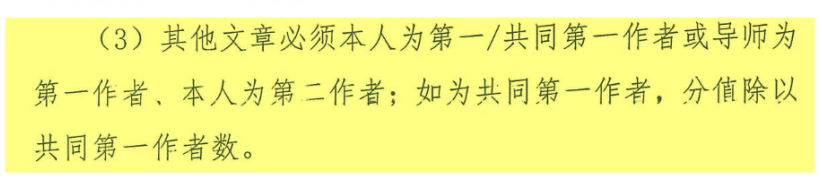 （3）其他文章必须本人为第一/共同第一作者或导师为
第一作者、本人为第二作者；如为共同第一作者，分值除以
共同第一作者数。